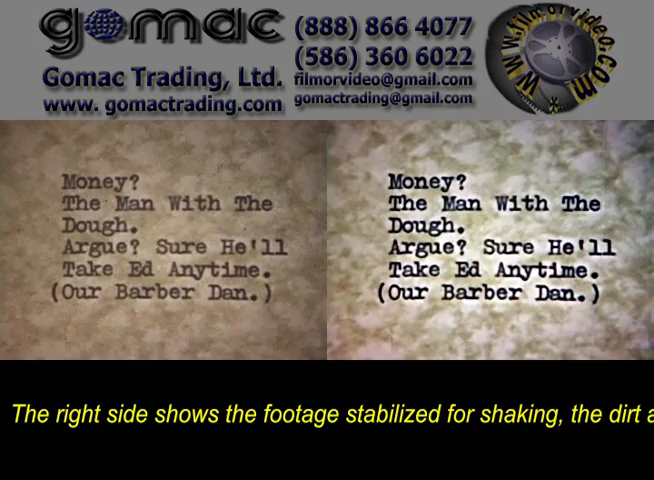 gomac
(888) 866 4077
(586) 360 6022
Gomac Trading, Ltd.
filmorvideo@gmail.com
www. gomactrading.com
gomactrading@gmail.com
www.filmorvideo.com
Money?
The Man With The
Dough.
Argue? Sure He'll
Take Ed Anytime.
(Our Barber Dan.)
Money?
The Man With The
Dough.
Argue? Sure He'll
Take Ed Anytime.
(Our Barber Dan.)
The right side shows the footage stabilized for shaking, the dirt a